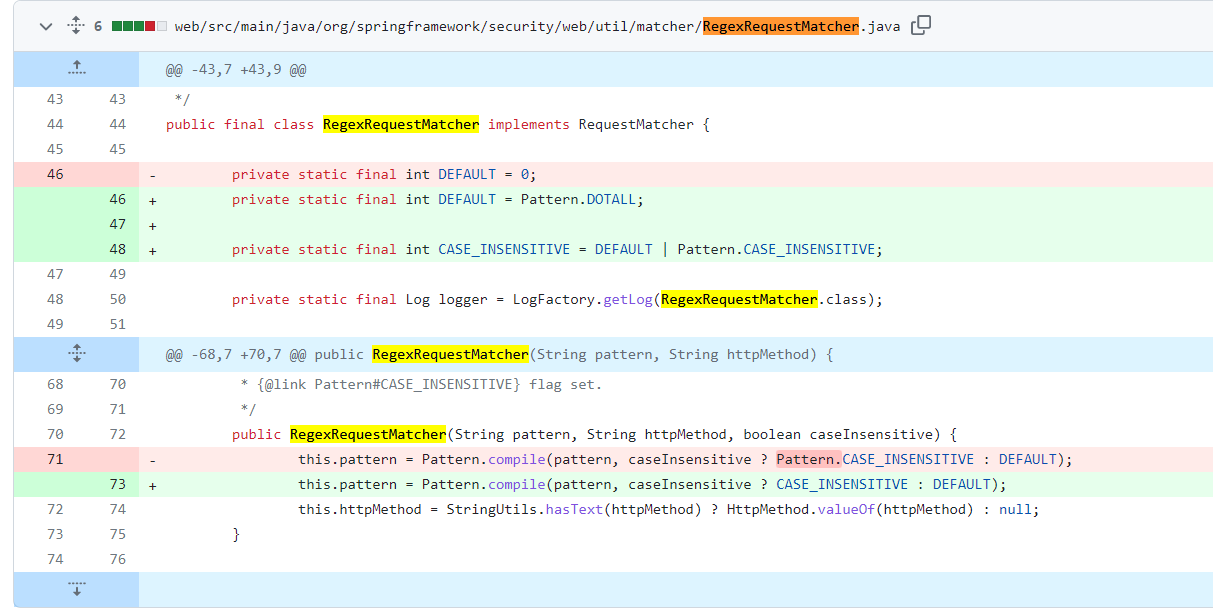 6 web/src/main/java/org/springframework/security/web/util/matcher/RegexRequestMatcher.java
@@ -43,7 +43,9 @@
43 43 */
44 44 public final class RegexRequestMatcher implements RequestMatcher {
45 45
46 - private static final int DEFAULT = 0;
46 + private static final int DEFAULT = Pattern.DOTALL;
47 +
48 + private static final int CASE_INSENSITIVE = DEFAULT | Pattern.CASE_INSENSITIVE;
47 49
48 50 private static final Log logger = LogFactory.getLog(RegexRequestMatcher.class);
49 51
@@ -68,7 +70,7 @@ public RegexRequestMatcher(String pattern, String httpMethod) {
68 70 * {@link Pattern#CASE_INSENSITIVE} flag set.
69 71 */
70 72 public RegexRequestMatcher(String pattern, String httpMethod, boolean caseInsensitive) {
71 - this.pattern = Pattern.compile(pattern, caseInsensitive ? Pattern.CASE_INSENSITIVE : DEFAULT);
73 + this.pattern = Pattern.compile(pattern, caseInsensitive ? CASE_INSENSITIVE : DEFAULT);
72 74 this.httpMethod = StringUtils.hasText(httpMethod) ? HttpMethod.valueOf(httpMethod) : null;
73 75 }
74 76